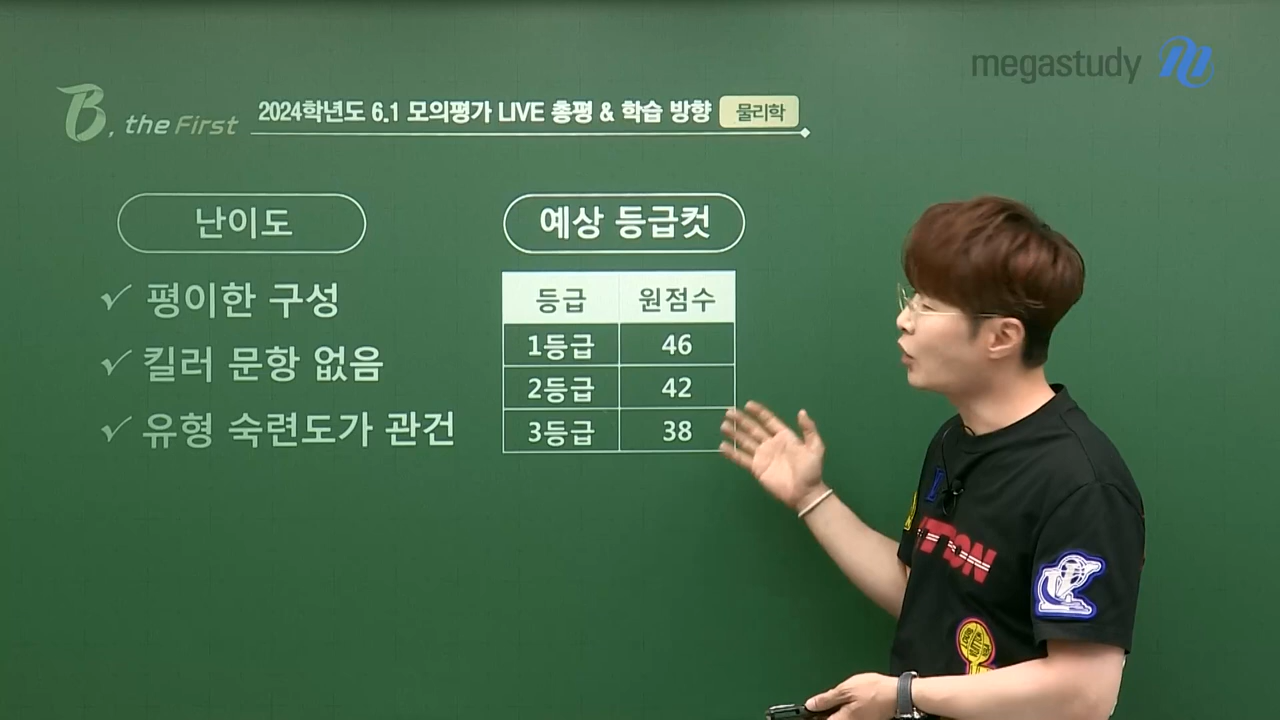 megastudy
B, the First
2024학년도 6.1 모의평가 LIVE 총평 & 학습 방향 물리학
난이도
✓ 평이한 구성
✓ 킬러 문항 없음
✓ 유형 숙련도가 관건
예상 등급컷
등급 원점수
1등급 46
2등급 42
3등급 38